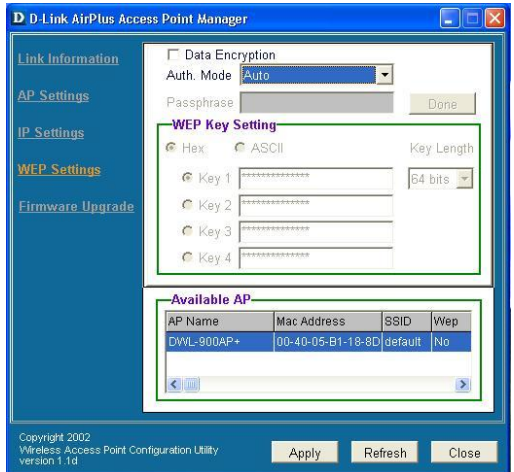 D D-Link AirPlus Access Point Manager
Link Information
AP Settings
IP Settings
WEP Settings
Firmware Upgrade
Data Encryption
Auth. Mode Auto
Passphrase Done
WEP Key Setting
Hex ASCII Key Length
Key 1 ************* 64 bits
Key 2 *************
Key 3 *************
Key 4 *************
Available AP
AP Name Mac Address SSID Wep
DWL-900AP+ 00-40-05-B1-18-8D default No
Copyright 2002
Wireless Access Point Configuration Utility
version 1.1d
Apply Refresh Close